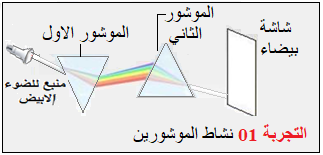 الموشور
الثاني
الموشور الاول
شاشة
بيضاء
منبع للضوء
الابيض
التجربة 01 نشاط الموشورين